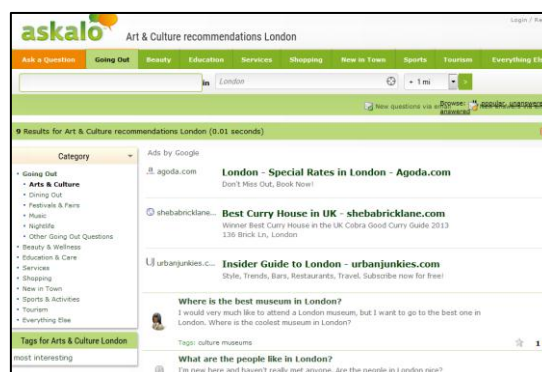 askalo
Art & Culture recommendations London
Login /
Ask a Question Going Out Beauty Education Services Shopping New in Town Sports Tourism Everything Else
in London + 1 mi
New questions via
Browse: popular, unanswered
answered
9 Results for Art & Culture recommendations London (0.01 seconds)
Category
Going Out
Arts & Culture
Dining Out
Festivals & Fairs
Music
Nightlife
Other Going Out Questions
Beauty & Wellness
Education & Care
Services
Shopping
New in Town
Sports & Activities
Tourism
Everything Else
Tags for Arts & Culture London
most interesting
Ads by Google
agoda.com London - Special Rates in London - Agoda.com
Don't Miss Out, Book Now!
shebabricklane... Best Curry House in UK - shebabricklane.com
Winner Best Curry House in the UK Cobra Good Curry Guide 2013
136 Brick Ln, London
urbanjunkies.c... Insider Guide to London - urbanjunkies.com
Style, Trends, Bars, Restaurants, Travel. Subscribe now for free!
Where is the best museum in London?
I would very much like to attend a London museum, but I want to go to the best one in
London. Where is the coolest museum in London?
Tags: culture museums
1
What are the people like in London?
I'm new here and haven't really met anyone. Are the people in London nice?